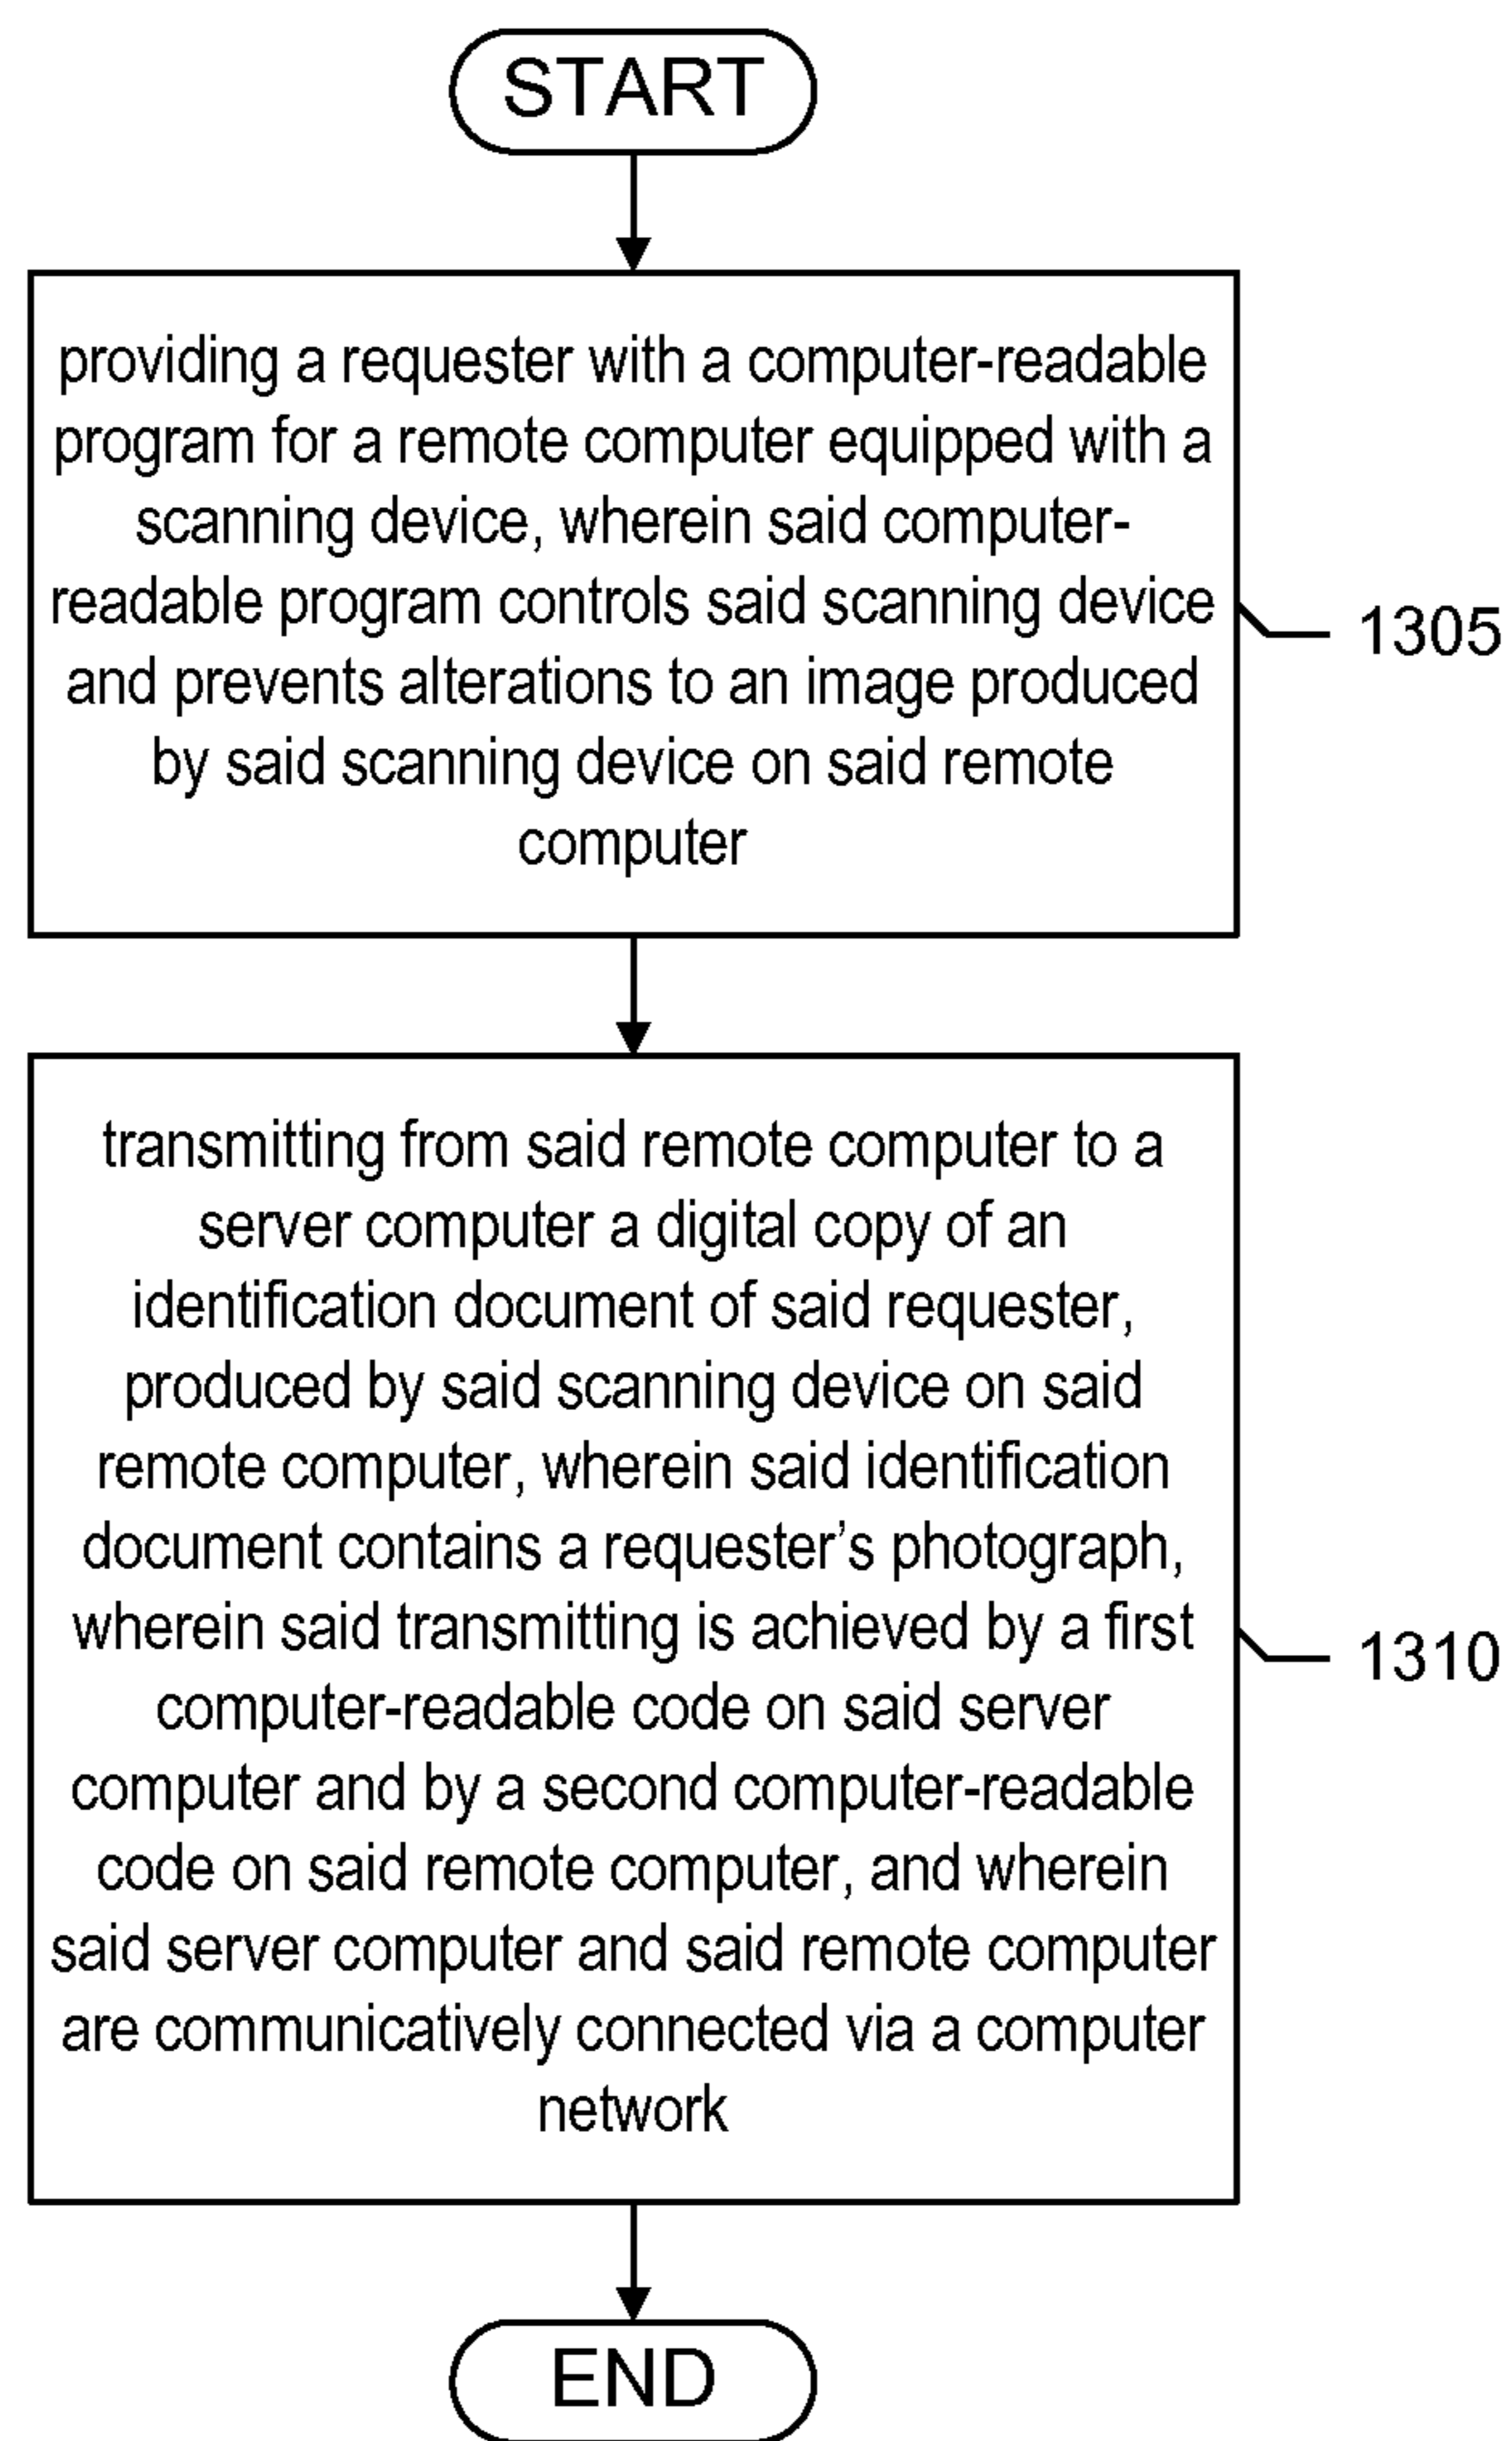 START
providing a requester with a computer-readable
program for a remote computer equipped with a
scanning device, wherein said computer-
readable program controls said scanning device
and prevents alterations to an image produced
by said scanning device on said remote
computer
1305
transmitting from said remote computer to a
server computer a digital copy of an
identification document of said requester,
produced by said scanning device on said
remote computer, wherein said identification
document contains a requester's photograph,
wherein said transmitting is achieved by a first
computer-readable code on said server
computer and by a second computer-readable
code on said remote computer, and wherein
said server computer and said remote computer
are communicatively connected via a computer
network
1310
END